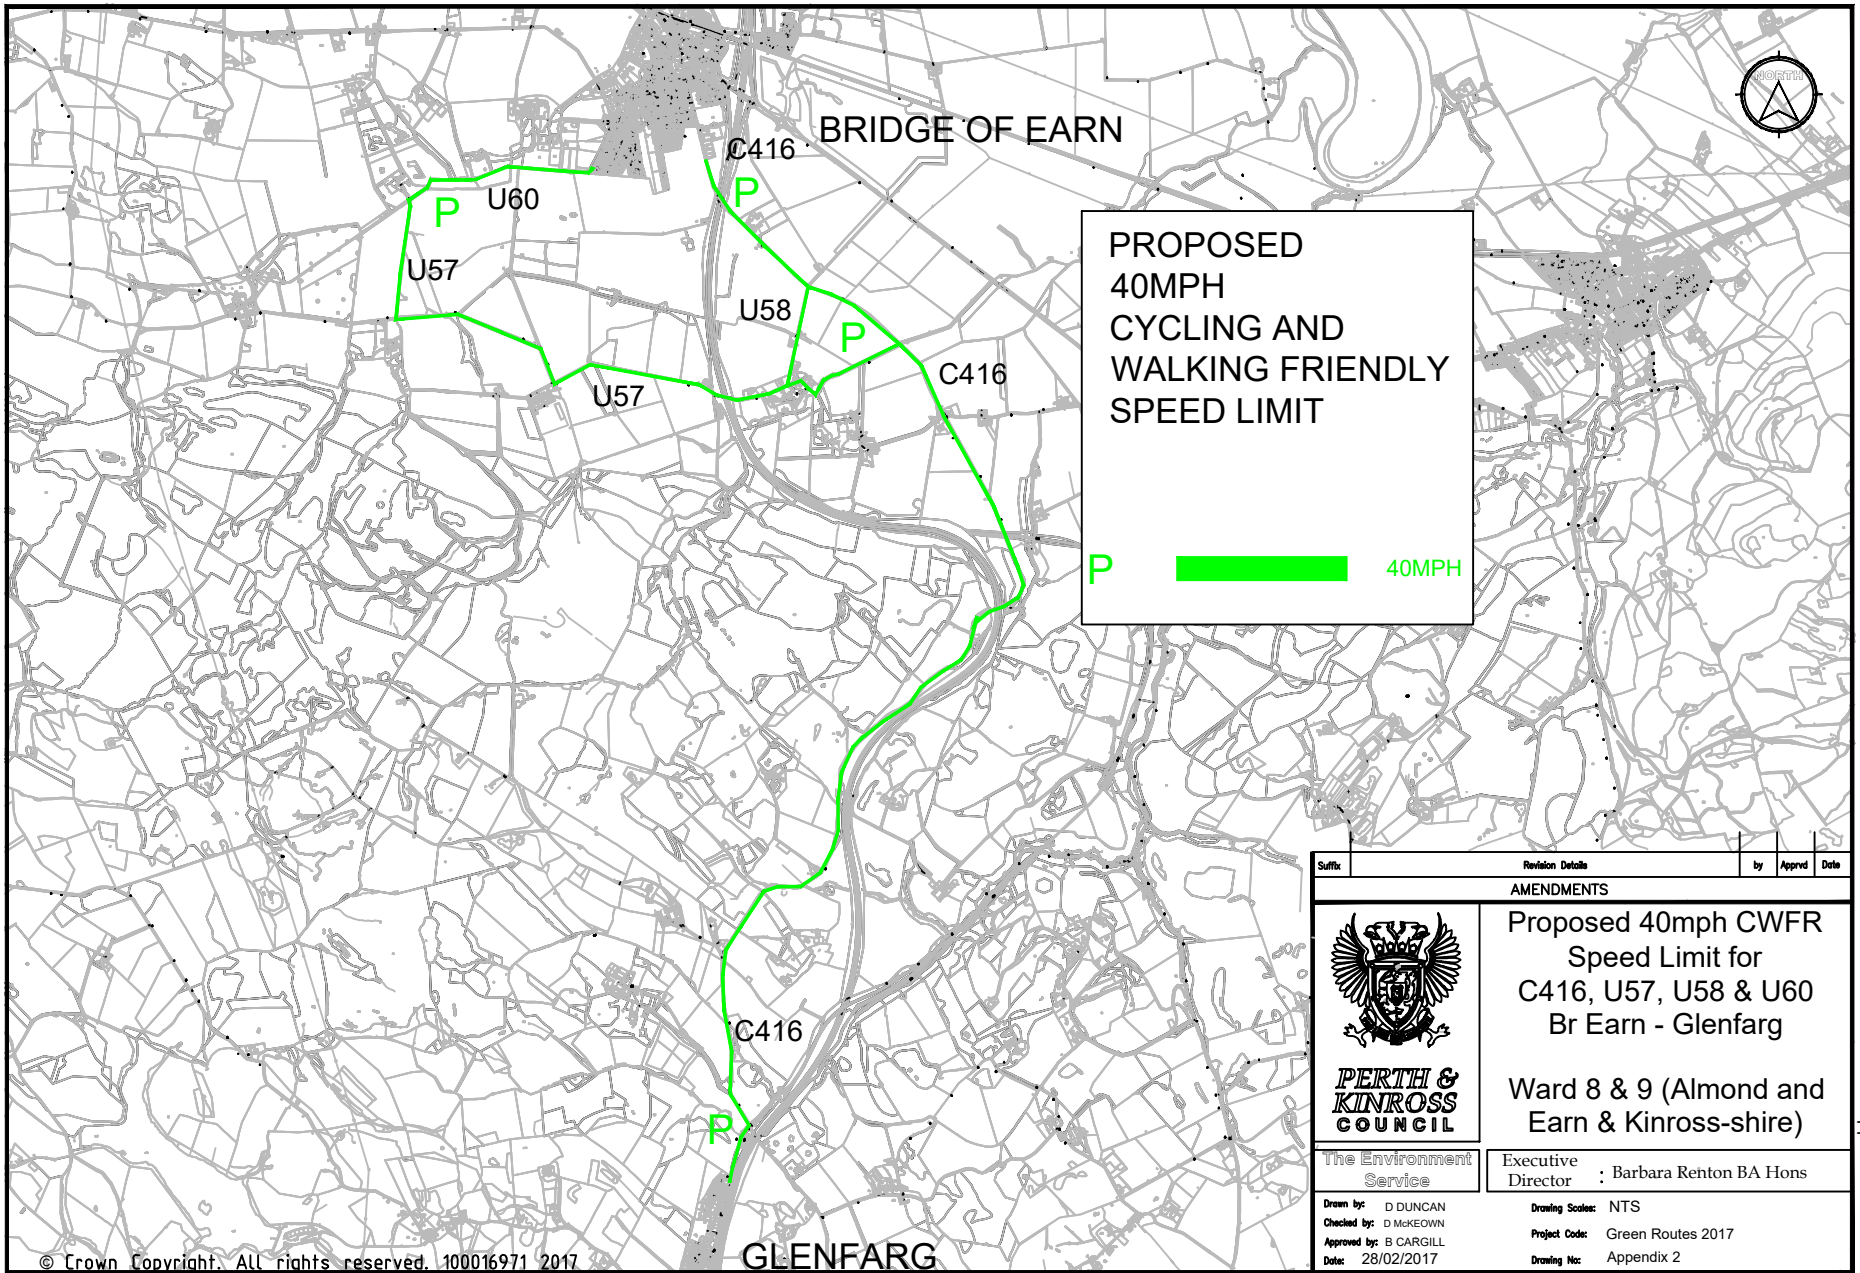 NORTH
BRIDGE OF EARN
C416
P
U60
P
U57
U58
P
C416
U57
PROPOSED
40MPH
CYCLING AND
WALKING FRIENDLY
SPEED LIMIT
P 40MPH
C416
P
GLENFARG
© Crown Copyright. All rights reserved. 100016971 2017
Suffix Revision Details by Apprvd Date
AMENDMENTS
Proposed 40mph CWFR
Speed Limit for
C416, U57, U58 & U60
Br Earn - Glenfarg
Ward 8 & 9 (Almond and
Earn & Kinross-shire)
PERTH &
KINROSS
COUNCIL
The Environment
Service
Executive
Director : Barbara Renton BA Hons
Drawn by: D DUNCAN
Checked by: D McKEOWN
Approved by: B CARGILL
Date: 28/02/2017
Drawing Scales: NTS
Project Code: Green Routes 2017
Drawing No: Appendix 2